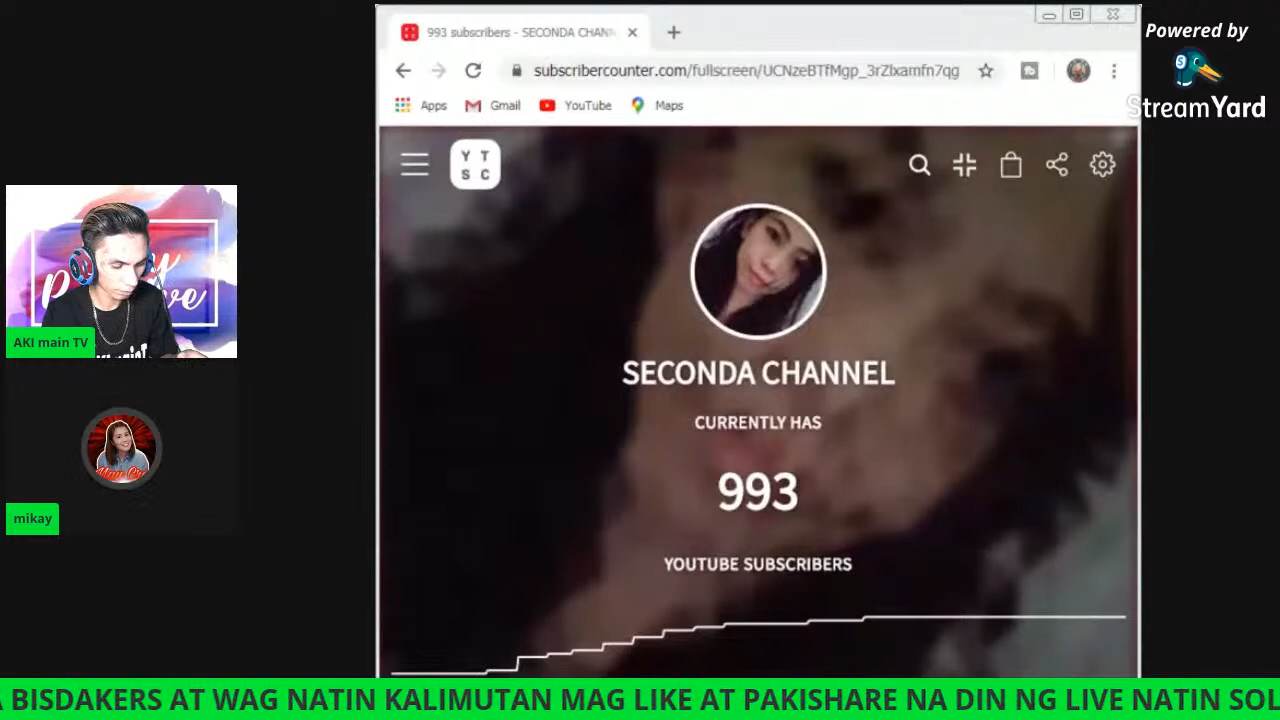 993 subscribers - SECONDA CHANN
subscribercounter.com/fullscreen/UCNzeBTfMgp_3rZlxamfn7qg
Apps
Gmail
YouTube
Maps
Powered by
StreamYard
Y T
S C
SECONDA CHANNEL
CURRENTLY HAS
993
YOUTUBE SUBSCRIBERS
AKI main TV
mikay
A BISDAKERS AT WAG NATIN KALIMUTAN MAG LIKE AT PAKISHARE NA DIN NG LIVE NATIN SOL